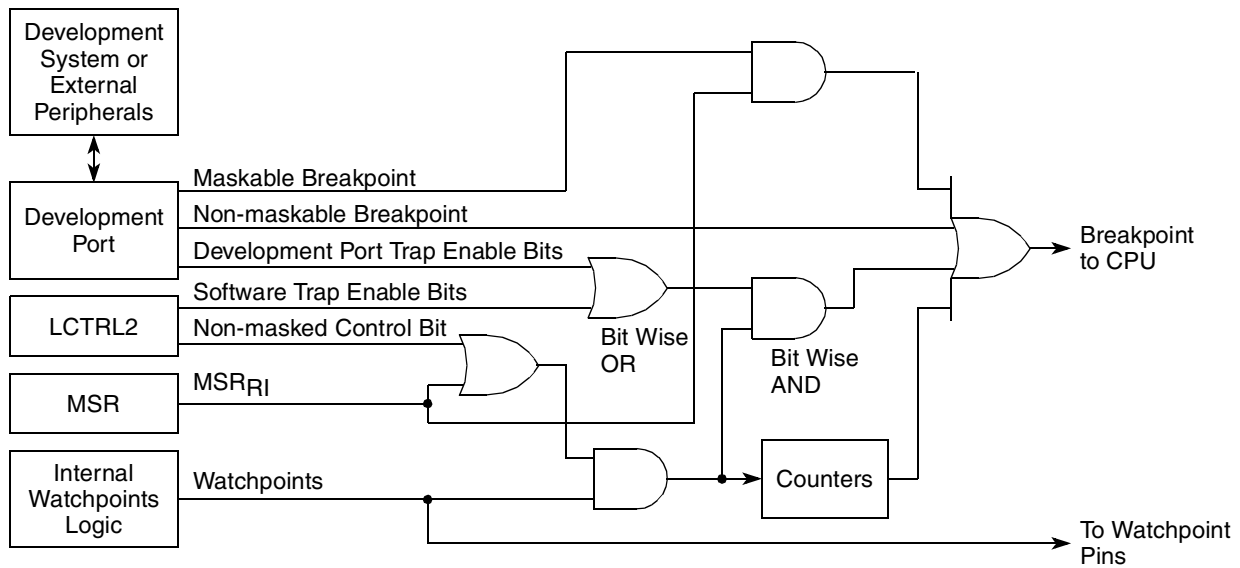 Development
System or
External
Peripherals
Maskable Breakpoint
Development
Port
Non-maskable Breakpoint
Development Port Trap Enable Bits
Breakpoint
to CPU
LCTRL2
Software Trap Enable Bits
Non-masked Control Bit
Bit Wise
OR
Bit Wise
AND
MSR
MSRRI
Internal
Watchpoints
Logic
Watchpoints
Counters
To Watchpoint
Pins